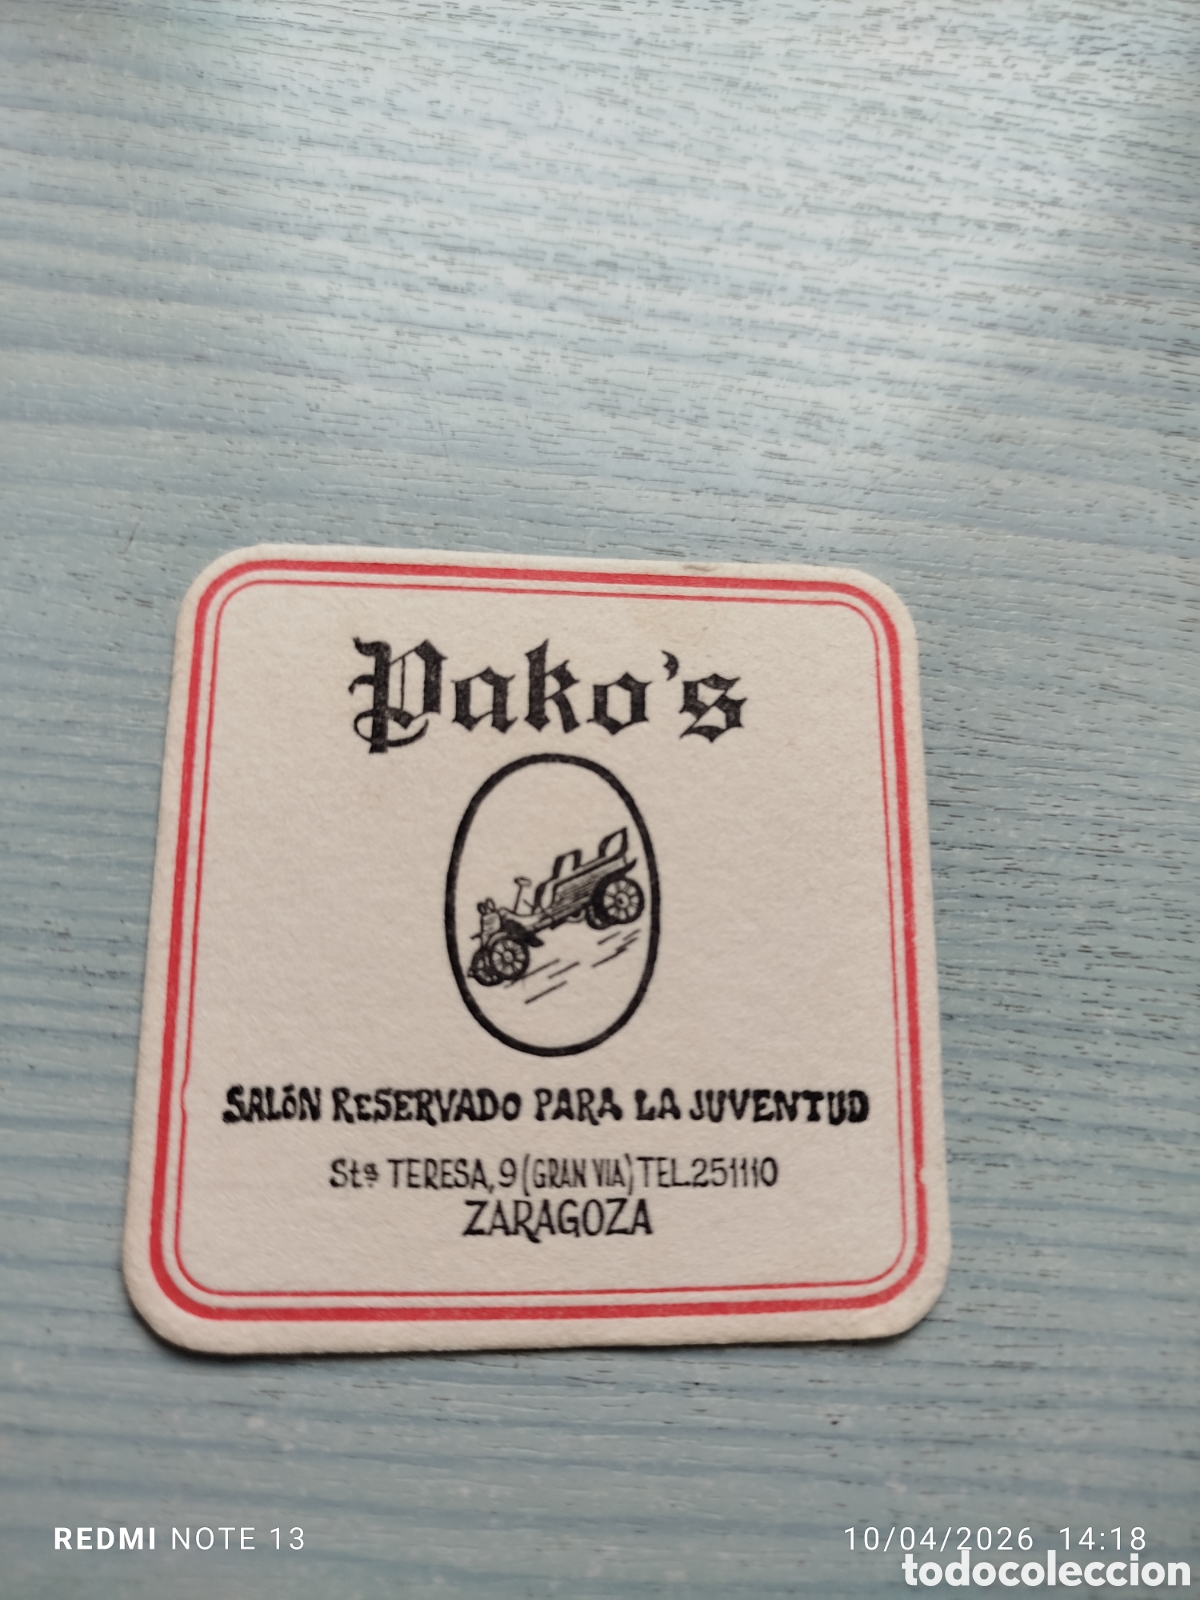 Pako's
SALÓN RESERVADO PARA LA JUVENTUD
Stª TERESA, 9 (GRAN VIA) TEL.251110
ZARAGOZA
REDMI NOTE 13
10/04/2026 14:18
todocoleccion